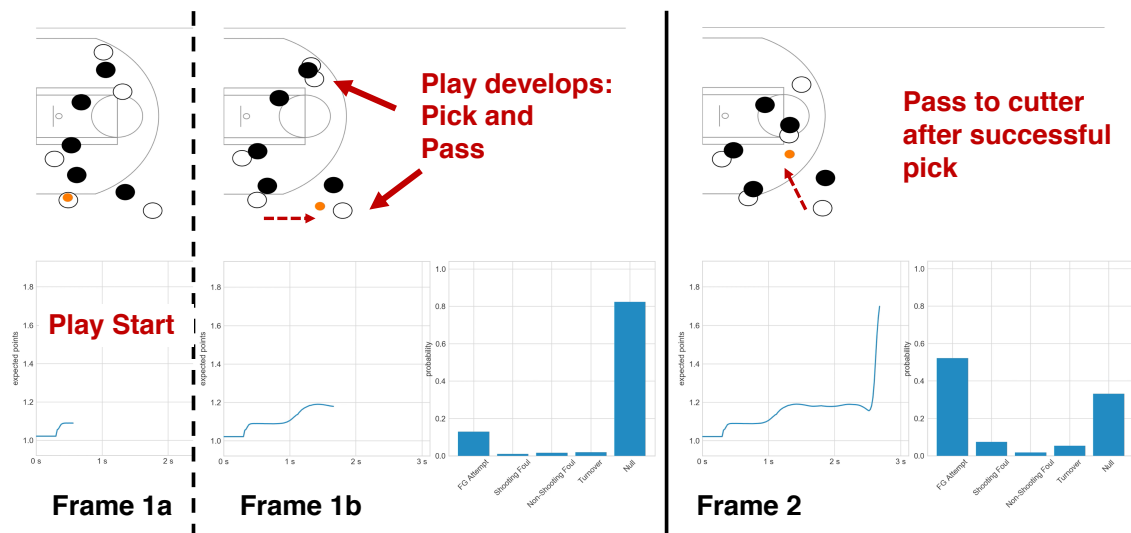 Play develops:
Pick and
Pass
Pass to cutter
after successful
pick
Play Start
expected points
1.8
1.6
1.4
1.2
1.0
0 s
1 s
2 s
expected points
1.8
1.6
1.4
1.2
1.0
0 s
1 s
2 s
3 s
probability
1.0
0.8
0.6
0.4
0.2
0.0
FG Attempt
Shooting Foul
Non-Shooting Foul
Turnover
Null
expected points
1.8
1.6
1.4
1.2
1.0
0 s
1 s
2 s
3 s
probability
1.0
0.8
0.6
0.4
0.2
0.0
FG Attempt
Shooting Foul
Non-Shooting Foul
Turnover
Null
Frame 1a
Frame 1b
Frame 2